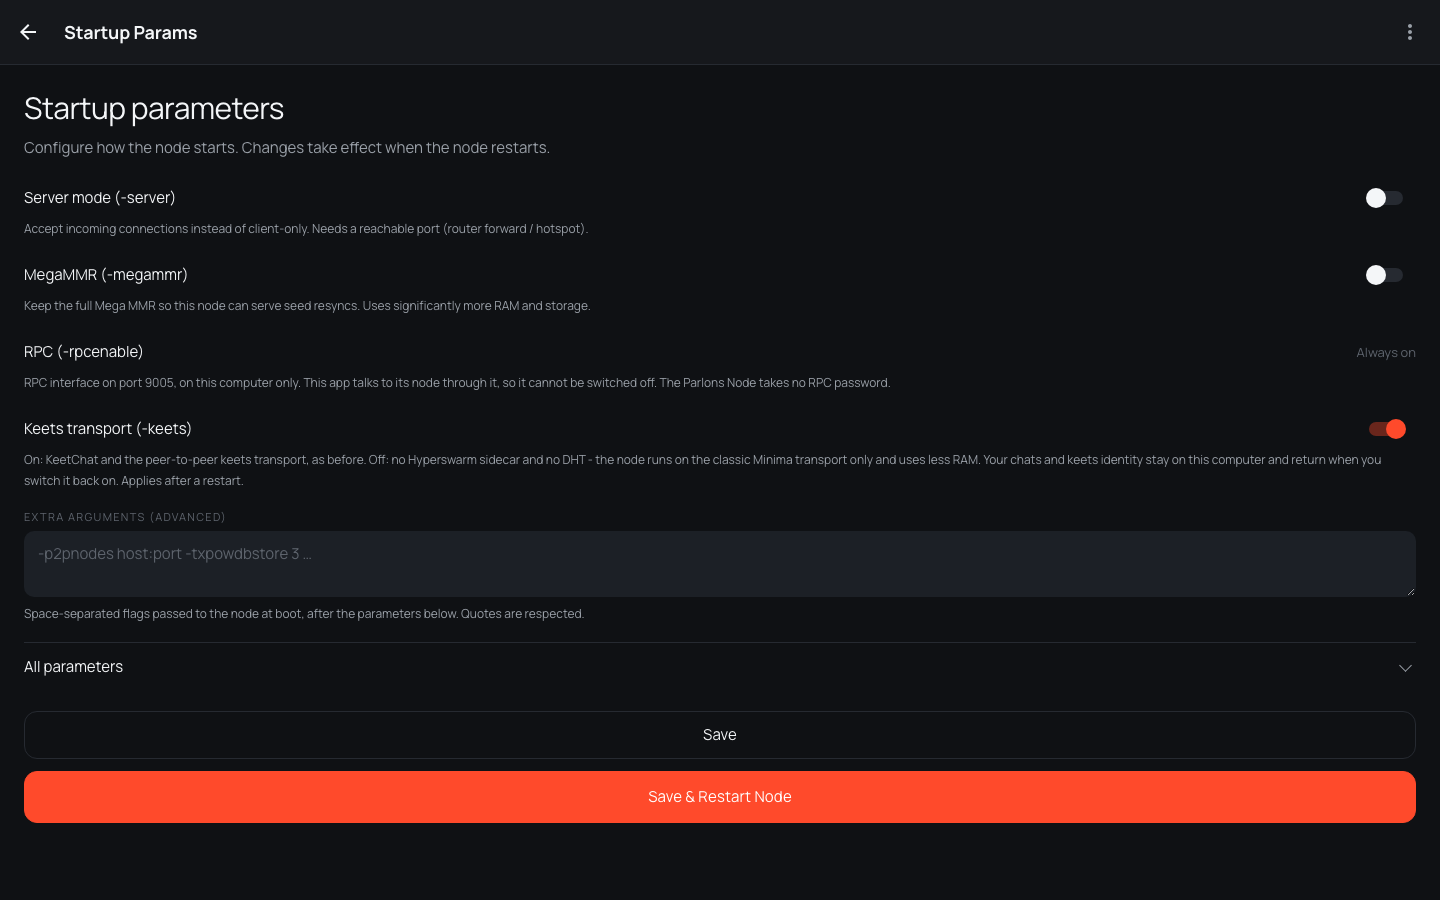 Startup Params
Startup parameters
Configure how the node starts. Changes take effect when the node restarts.
Server mode (-server)
Accept incoming connections instead of client-only. Needs a reachable port (router forward / hotspot).
MegaMMR (-megammr)
Keep the full Mega MMR so this node can serve seed resyncs. Uses significantly more RAM and storage.
RPC (-rpcenable)
Always on
RPC interface on port 9005, on this computer only. This app talks to its node through it, so it cannot be switched off. The Parlons Node takes no RPC password.
Keets transport (-keets)
On: KeetChat and the peer-to-peer keets transport, as before. Off: no Hyperswarm sidecar and no DHT - the node runs on the classic Minima transport only and uses less RAM. Your chats and keets identity stay on this computer and return when you
switch it back on. Applies after a restart.
EXTRA ARGUMENTS (ADVANCED)
-p2pnodes host:port -txpowdbstore 3 ...
Space-separated flags passed to the node at boot, after the parameters below. Quotes are respected.
All parameters
Save
Save & Restart Node